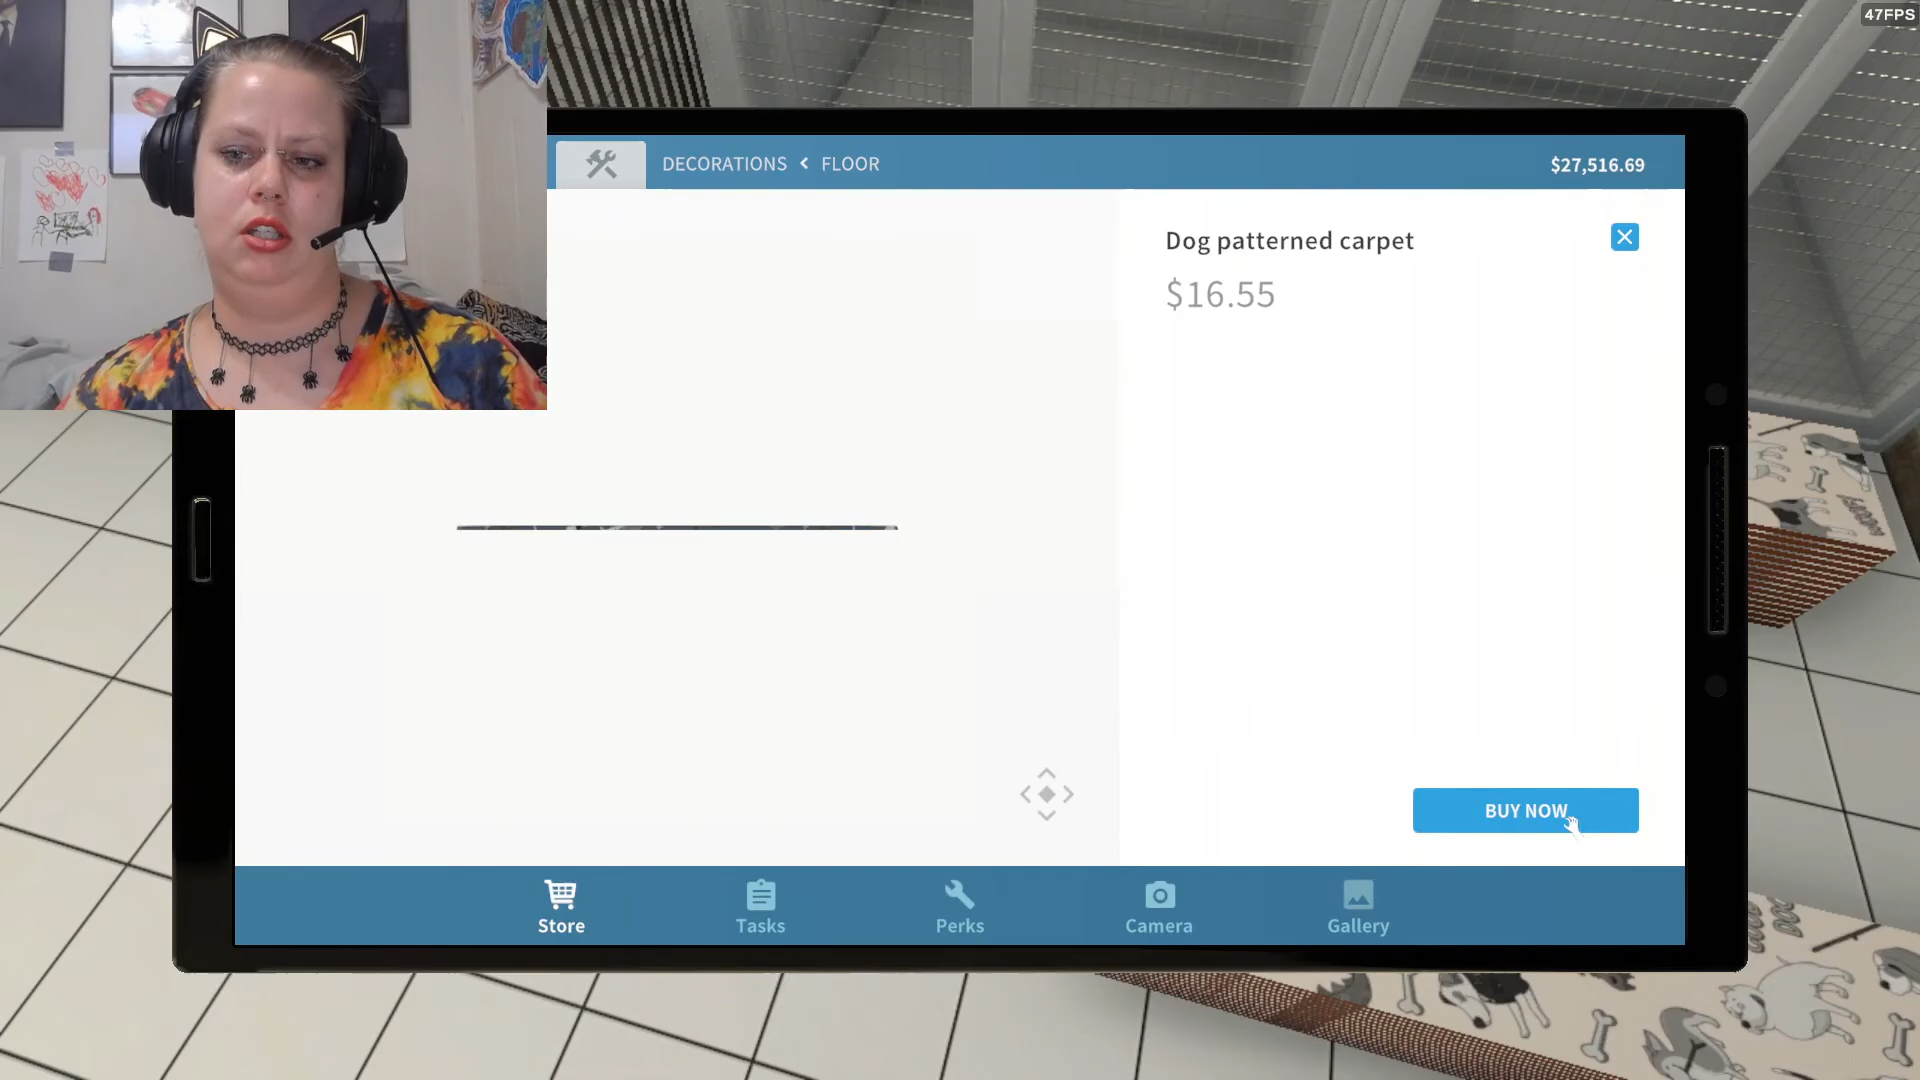 47FPS
DECORATIONS < FLOOR
$27,516.69
Dog patterned carpet
$16.55
BUY NOW
Store
Tasks
Perks
Camera
Gallery